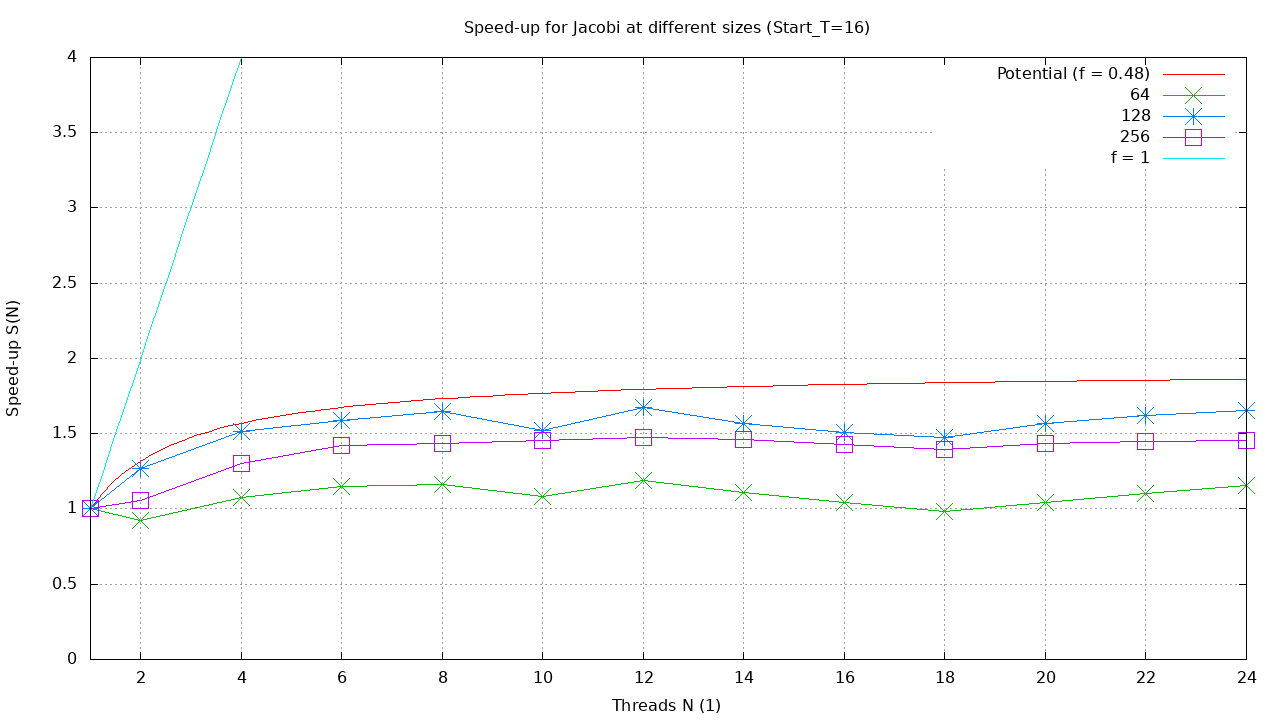 Speed-up for Jacobi at different sizes (Start_T=16)
Potential (f = 0.48)
64
128
256
f = 1
Speed-up S(N)
4
3.5
3
2.5
2
1.5
1
0.5
0
2 4 6 8 10 12 14 16 18 20 22 24
Threads N (1)